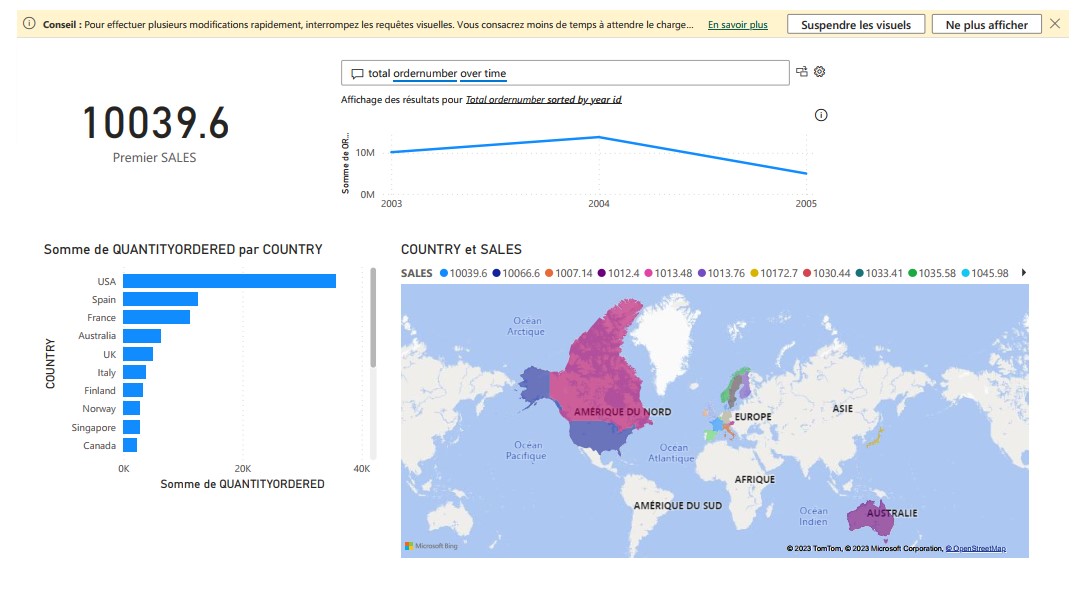 Conseil : Pour effectuer plusieurs modifications rapidement, interrompez les requêtes visuelles. Vous consacrez moins de temps à attendre le charge... En savoir plus Suspendre les visuels Ne plus afficher
total ordernumber over time
Affichage des résultats pour Total ordernumber sorted by year id
10039.6
Premier SALES
Somme de OR...
10M
0M
2003 2004 2005
Somme de QUANTITYORDERED par COUNTRY
COUNTRY
USA
Spain
France
Australia
UK
Italy
Finland
Norway
Singapore
Canada
0K 20K 40K
Somme de QUANTITYORDERED
COUNTRY et SALES
SALES 10039.6 10066.6 1007.14 1012.4 1013.48 1013.76 10172.7 1030.44 1033.41 1035.58 1045.98
Océan
Arctique
AMÉRIQUE DU NORD
EUROPE
ASIE
Océan
Pacifique
Océan
Atlantique
AFRIQUE
AMÉRIQUE DU SUD
Océan
Indien
AUSTRALIE
Microsoft Bing
© 2023 TomTom, © 2023 Microsoft Corporation, © OpenStreetMap